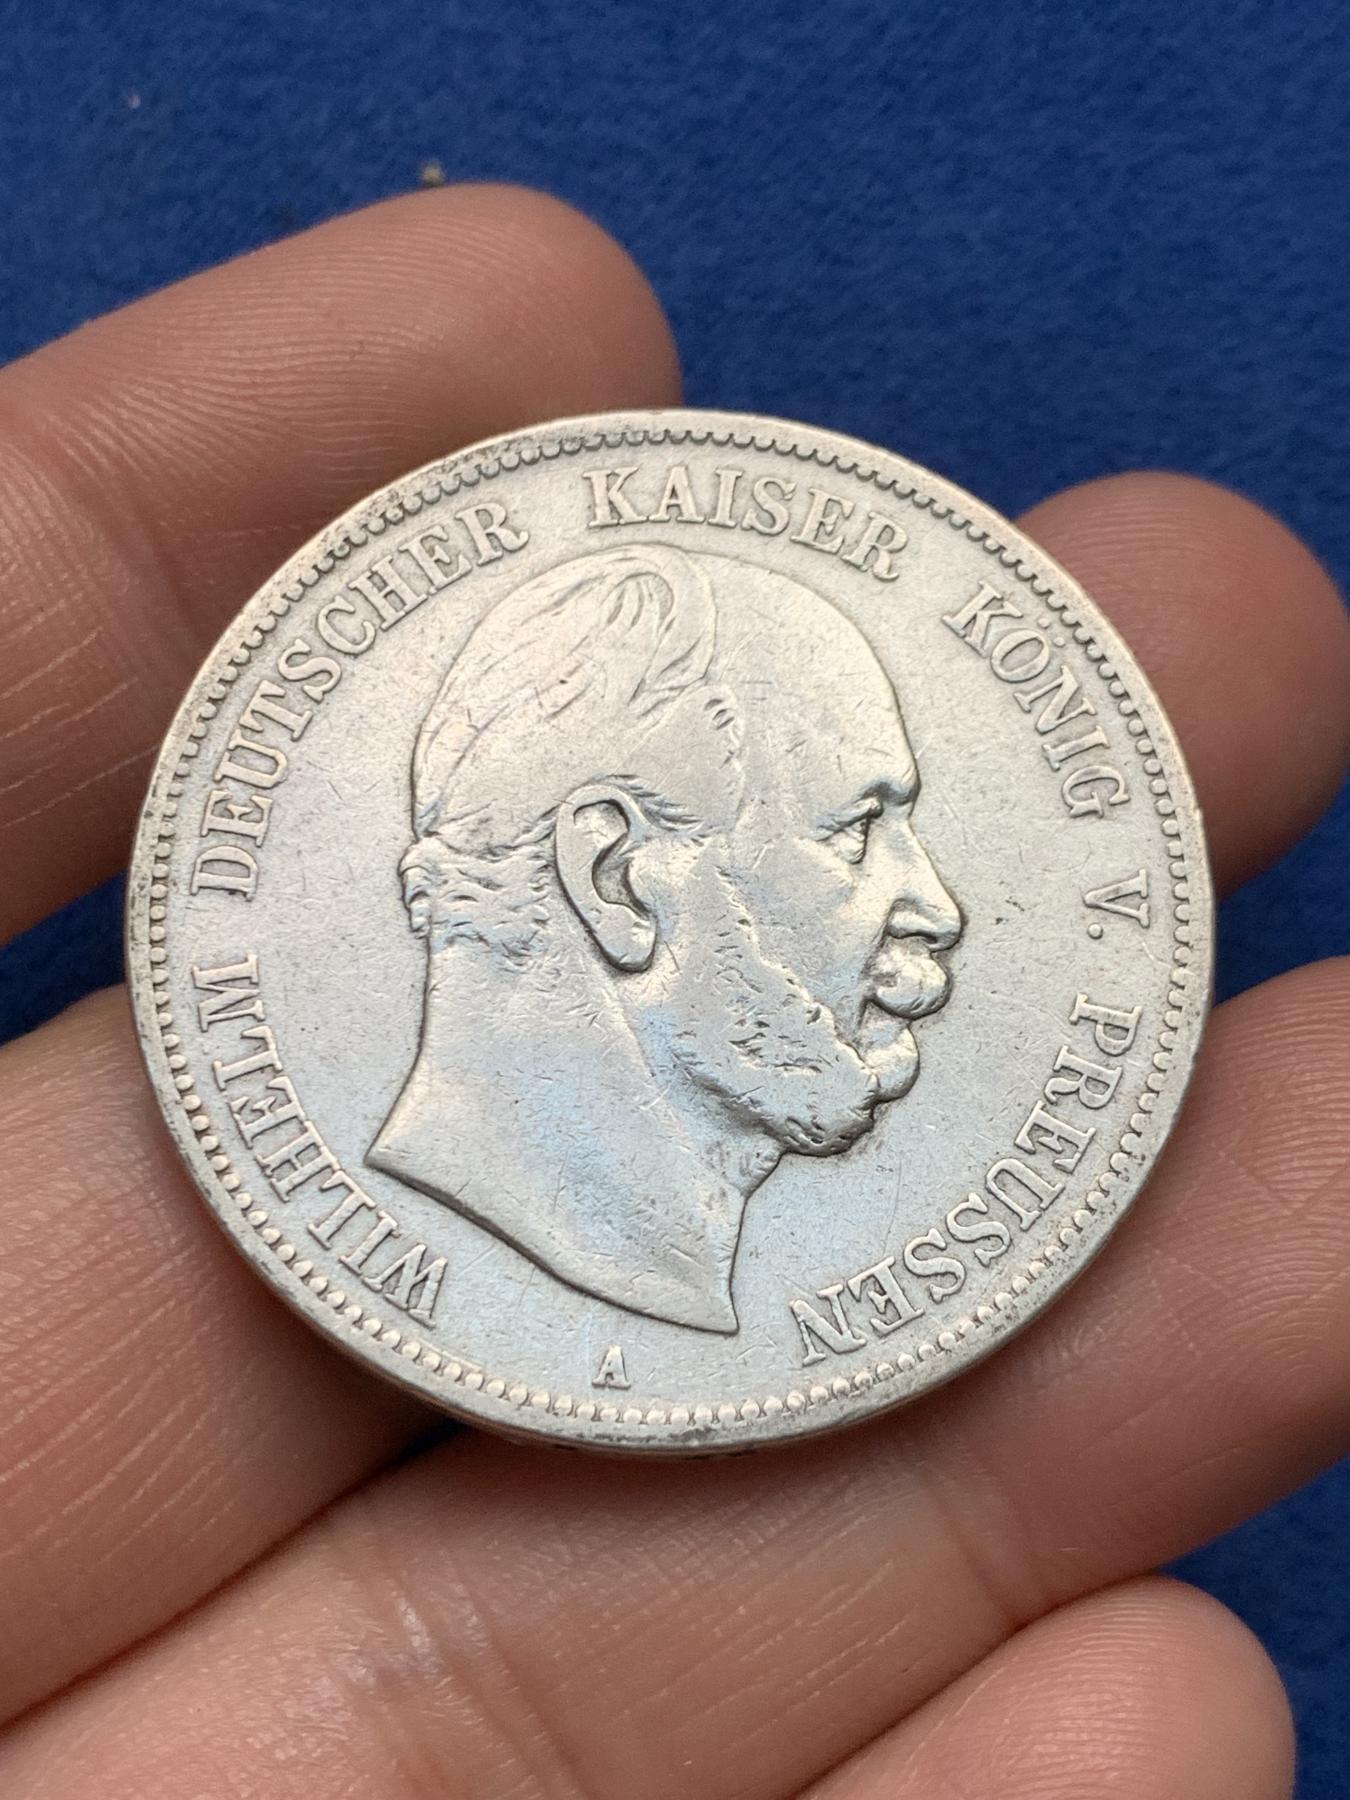 WILHELM DEUTSCHER KAISER KÖNIG V. PREUSSEN
A